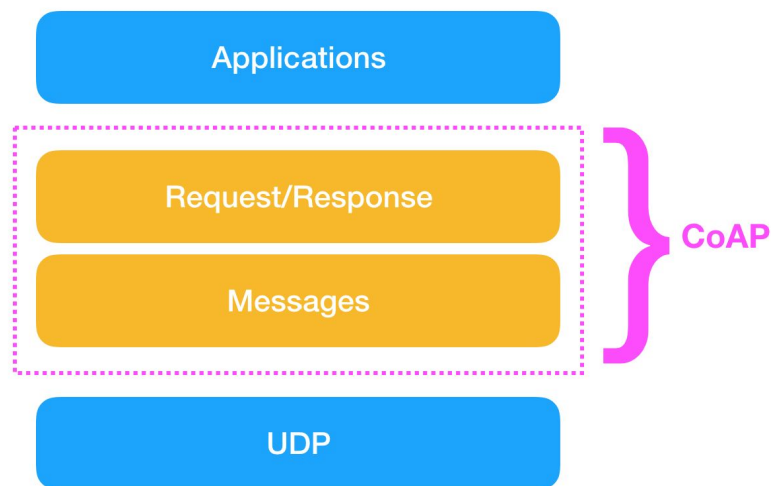 Applications
Request/Response
CoAP
Messages
UDP